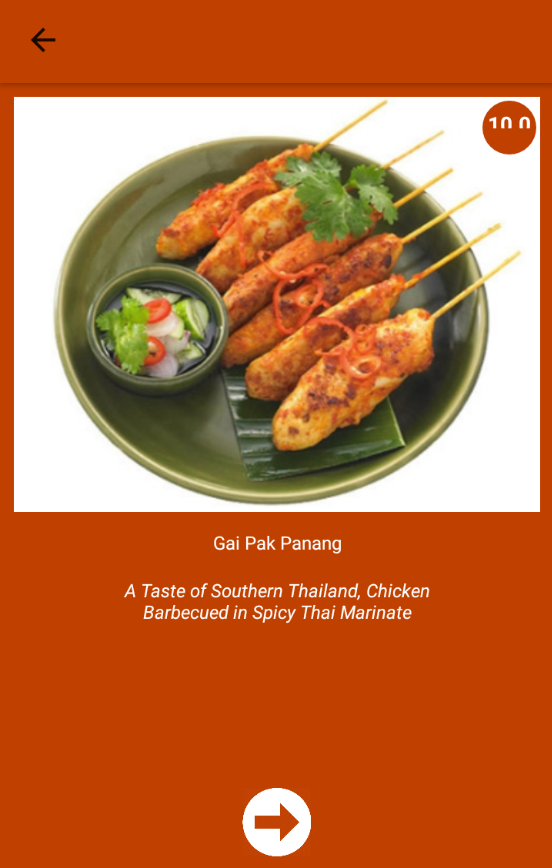 Gai Pak Panang
A Taste of Southern Thailand, Chicken
Barbecued in Spicy Thai Marinate